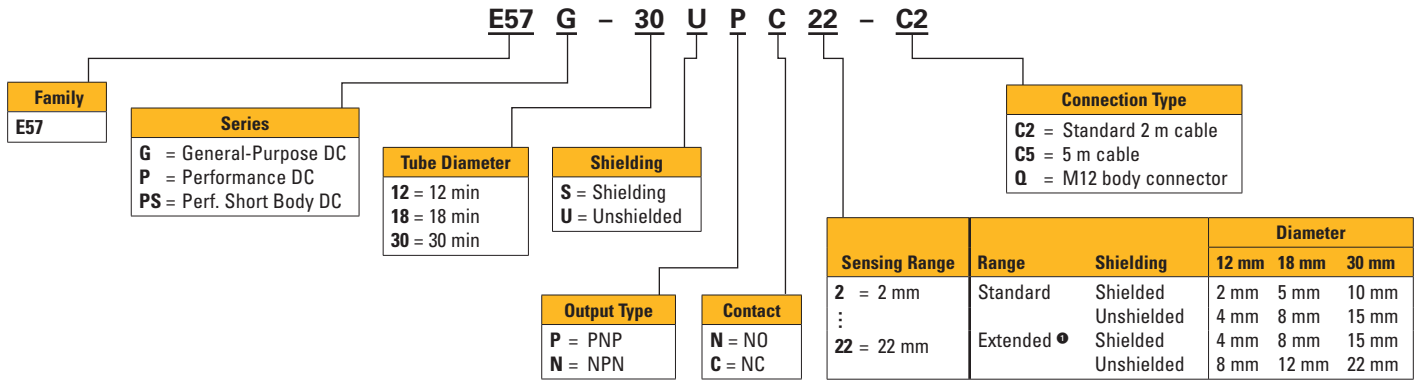 E57 G – 30 U P C 22 – C2
Family
E57
Series
G = General-Purpose DC
P = Performance DC
PS = Perf. Short Body DC
Tube Diameter
12 = 12 min
18 = 18 min
30 = 30 min
Shielding
S = Shielding
U = Unshielded
Connection Type
C2 = Standard 2 m cable
C5 = 5 m cable
Q = M12 body connector
Output Type
P = PNP
N = NPN
Contact
N = NO
C = NC
Diameter
Sensing Range Range Shielding 12 mm 18 mm 30 mm
2 = 2 mm Standard Shielded 2 mm 5 mm 10 mm
⋮ Unshielded 4 mm 8 mm 15 mm
22 = 22 mm Extended ❶ Shielded 4 mm 8 mm 15 mm
Unshielded 8 mm 12 mm 22 mm